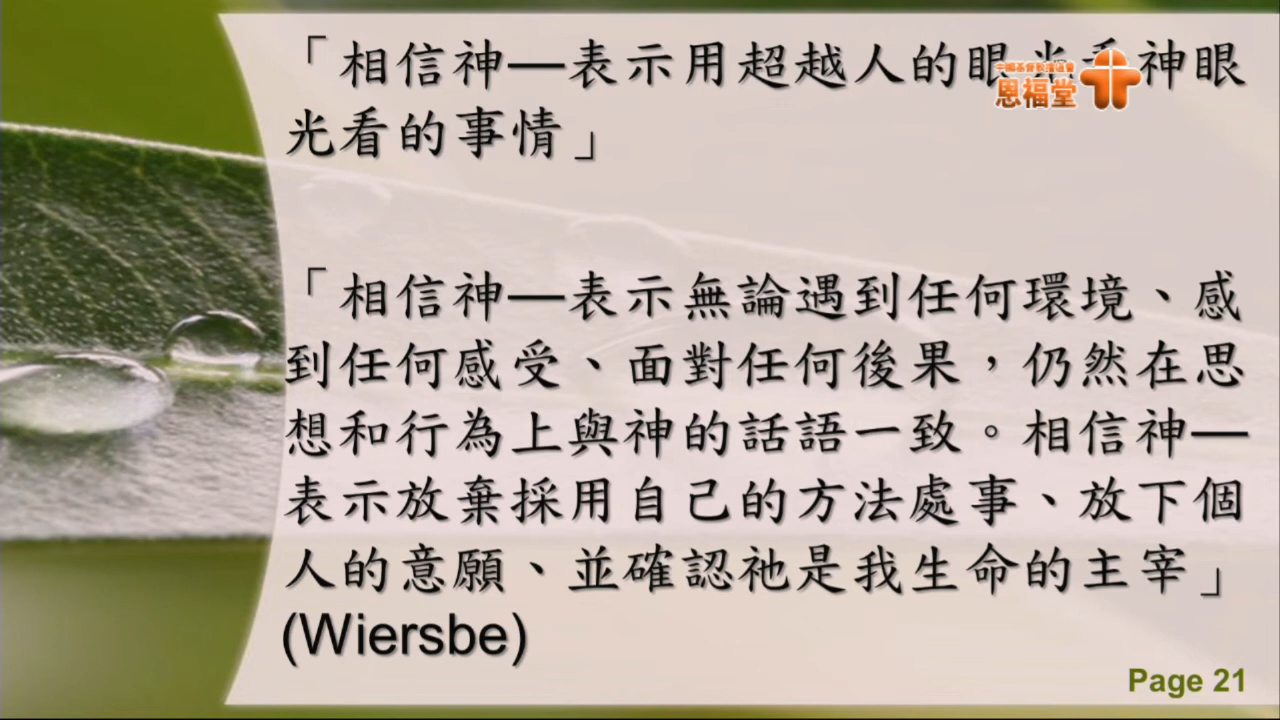 「相信神—表示用超越人的眼光看神眼
光看的事情」
「相信神—表示無論遇到任何環境、感
到任何感受、面對任何後果，仍然在思
想和行為上與神的話語一致。相信神—
表示放棄採用自己的方法處事、放下個
人的意願、並確認祂是我生命的主宰」
(Wiersbe)
恩福堂
Page 21